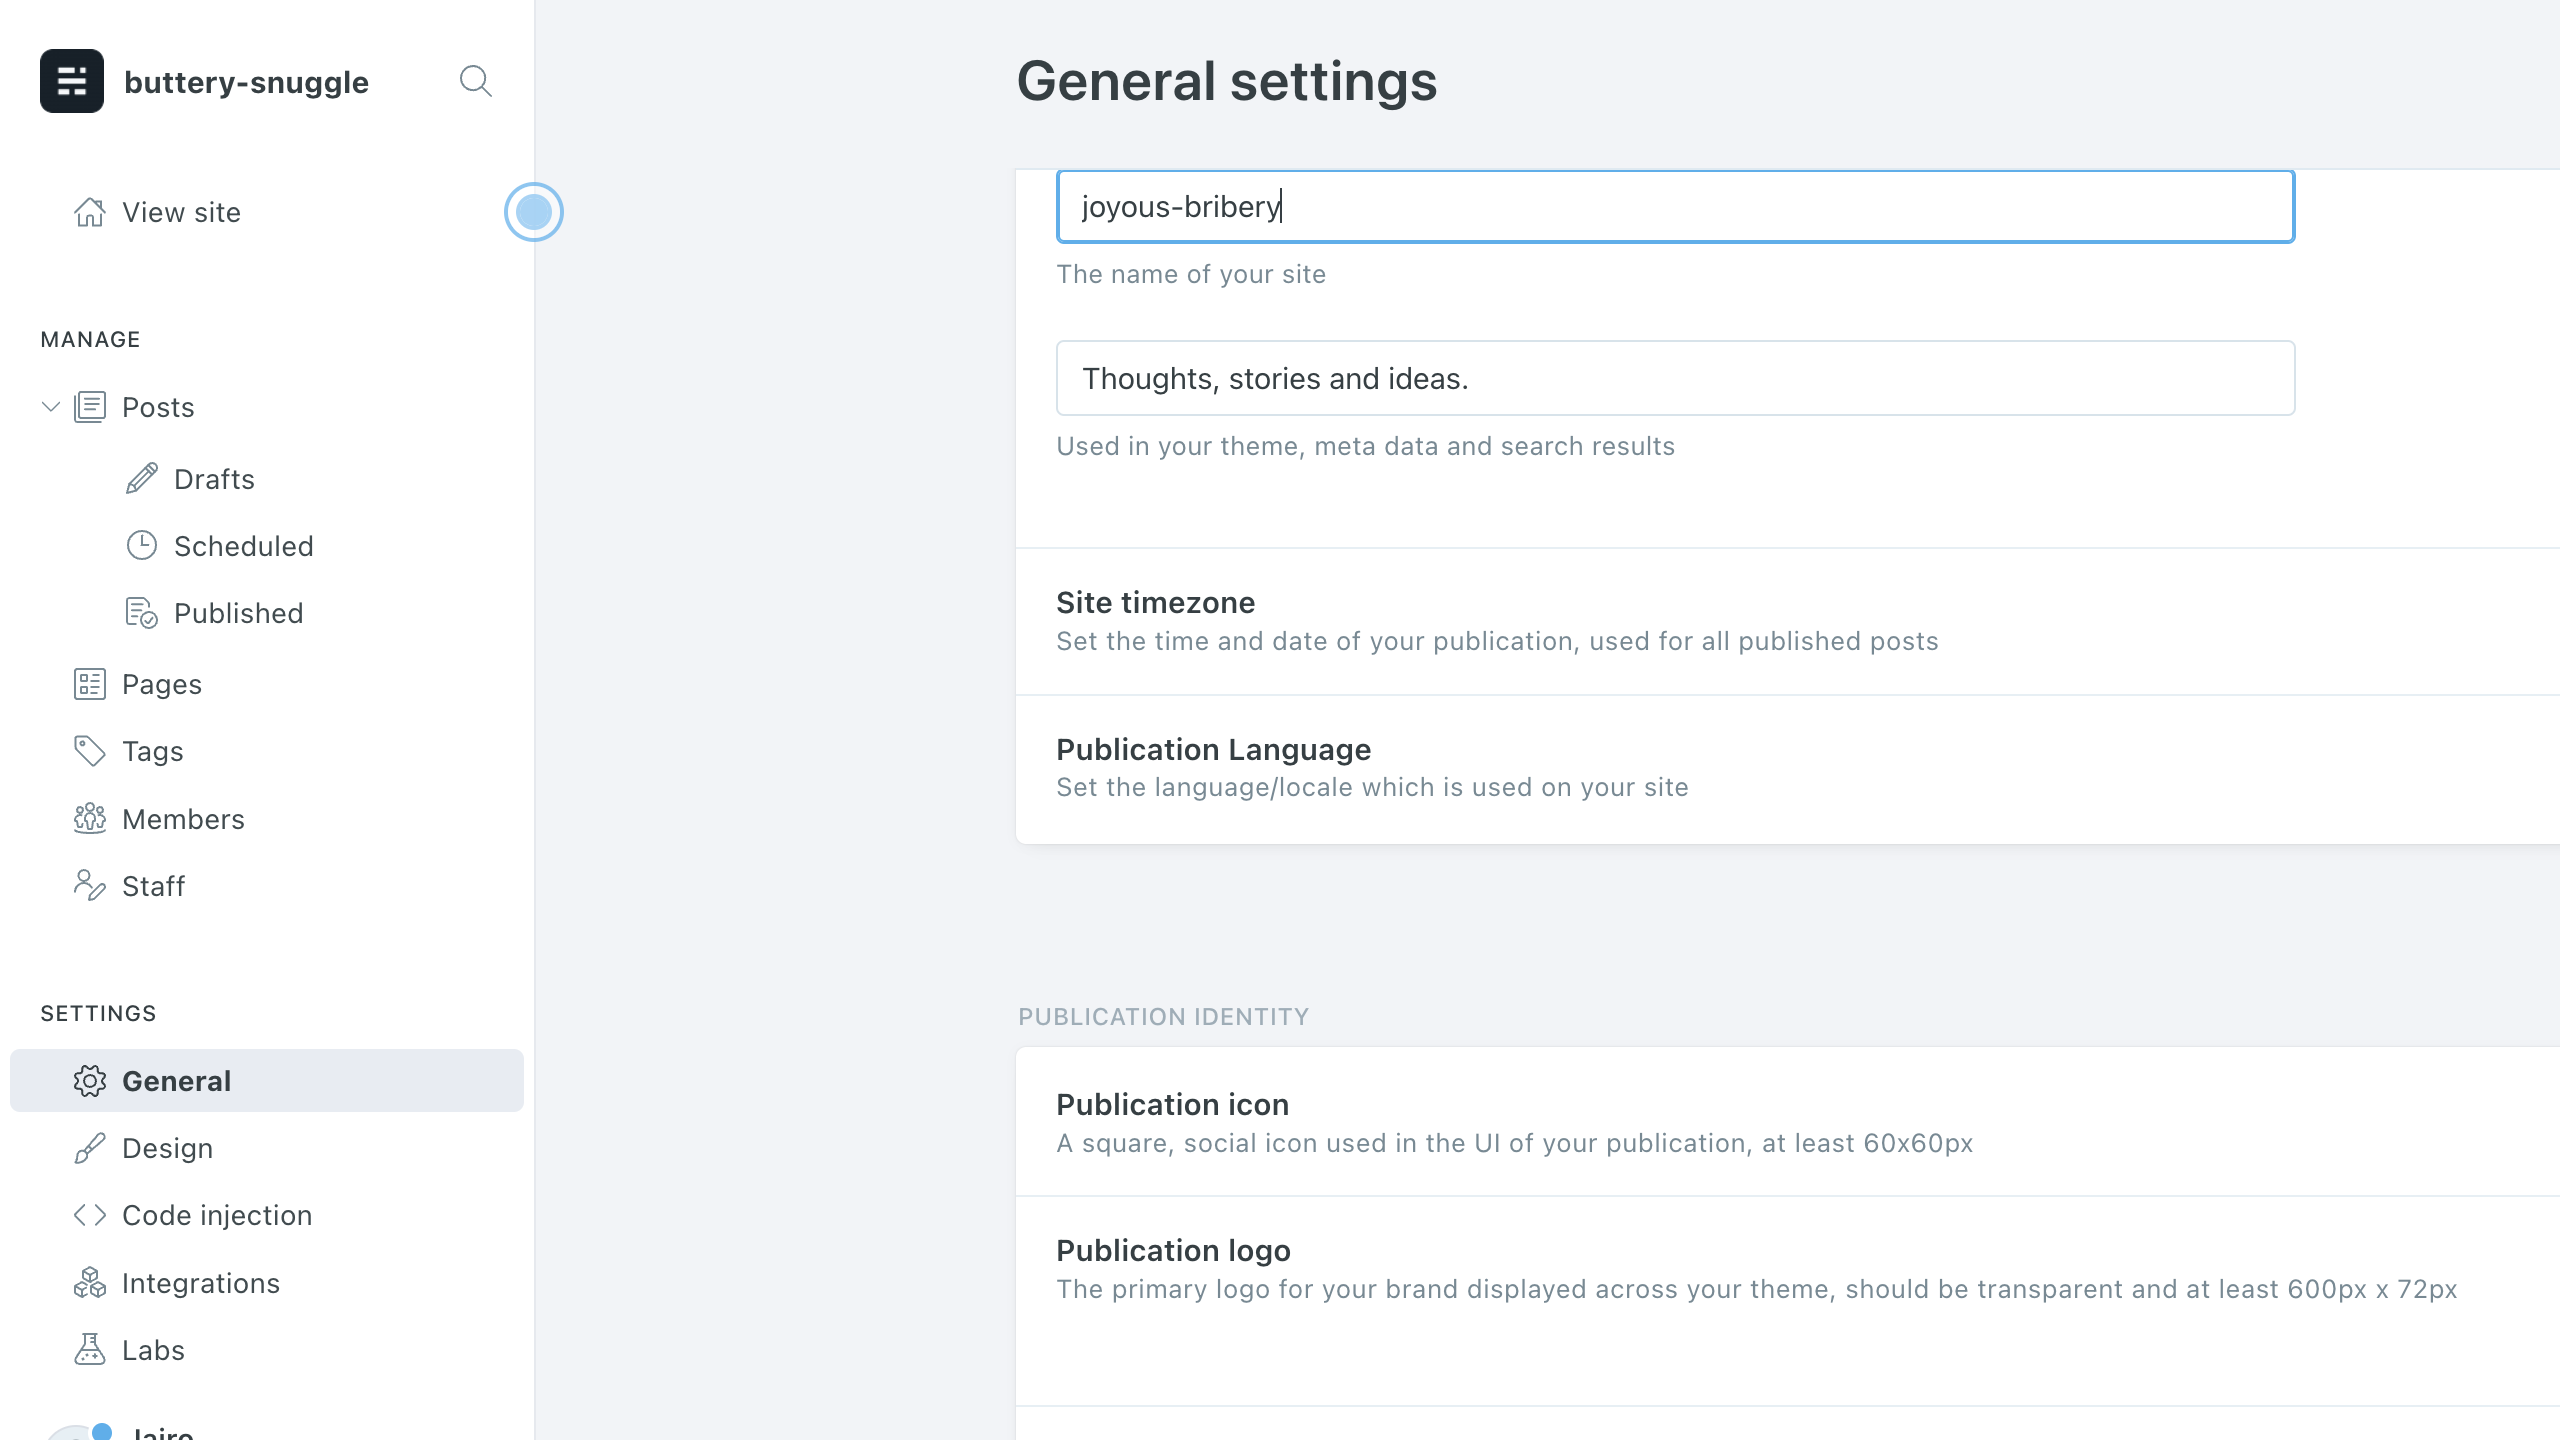 buttery-snuggle
View site
MANAGE
Posts
Drafts
Scheduled
Published
Pages
Tags
Members
Staff
SETTINGS
General
Design
Code injection
Integrations
Labs
General settings
joyous-bribery
The name of your site
Thoughts, stories and ideas.
Used in your theme, meta data and search results
Site timezone
Set the time and date of your publication, used for all published posts
Publication Language
Set the language/locale which is used on your site
PUBLICATION IDENTITY
Publication icon
A square, social icon used in the UI of your publication, at least 60x60px
Publication logo
The primary logo for your brand displayed across your theme, should be transparent and at least 600px x 72px